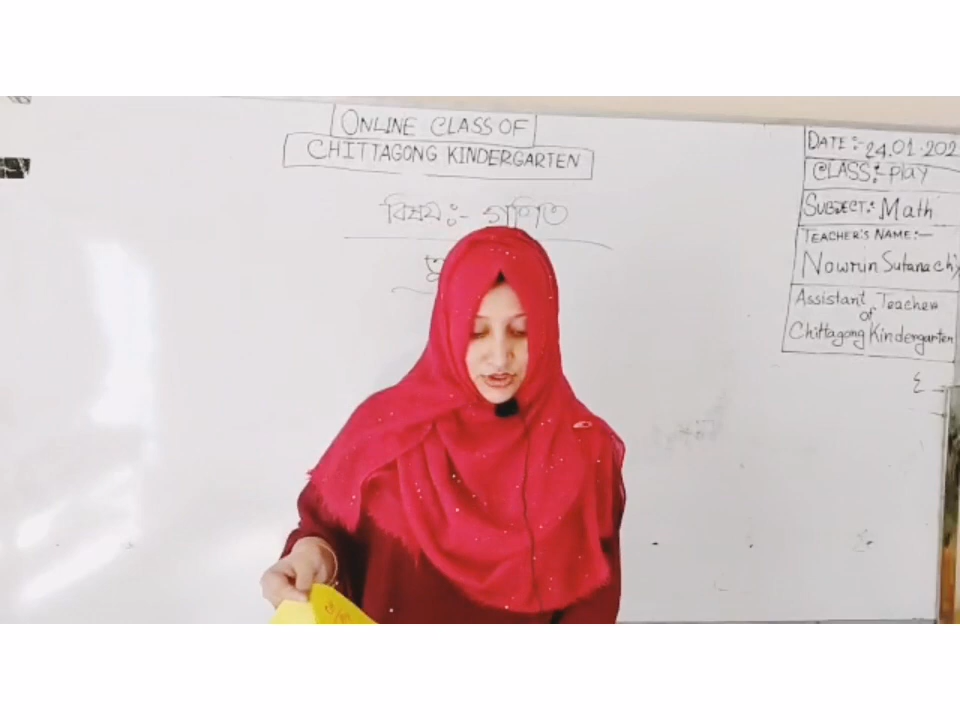 ONLINE CLASS OF
CHITTAGONG KINDERGARTEN
বিষয়:- গণিত
DATE:- 24.01.202
CLASS:- Play
SUBJECT:- Math
TEACHER'S NAME:-
Nowrin
Assistant Teacher
of
Chittagong Kindergarten